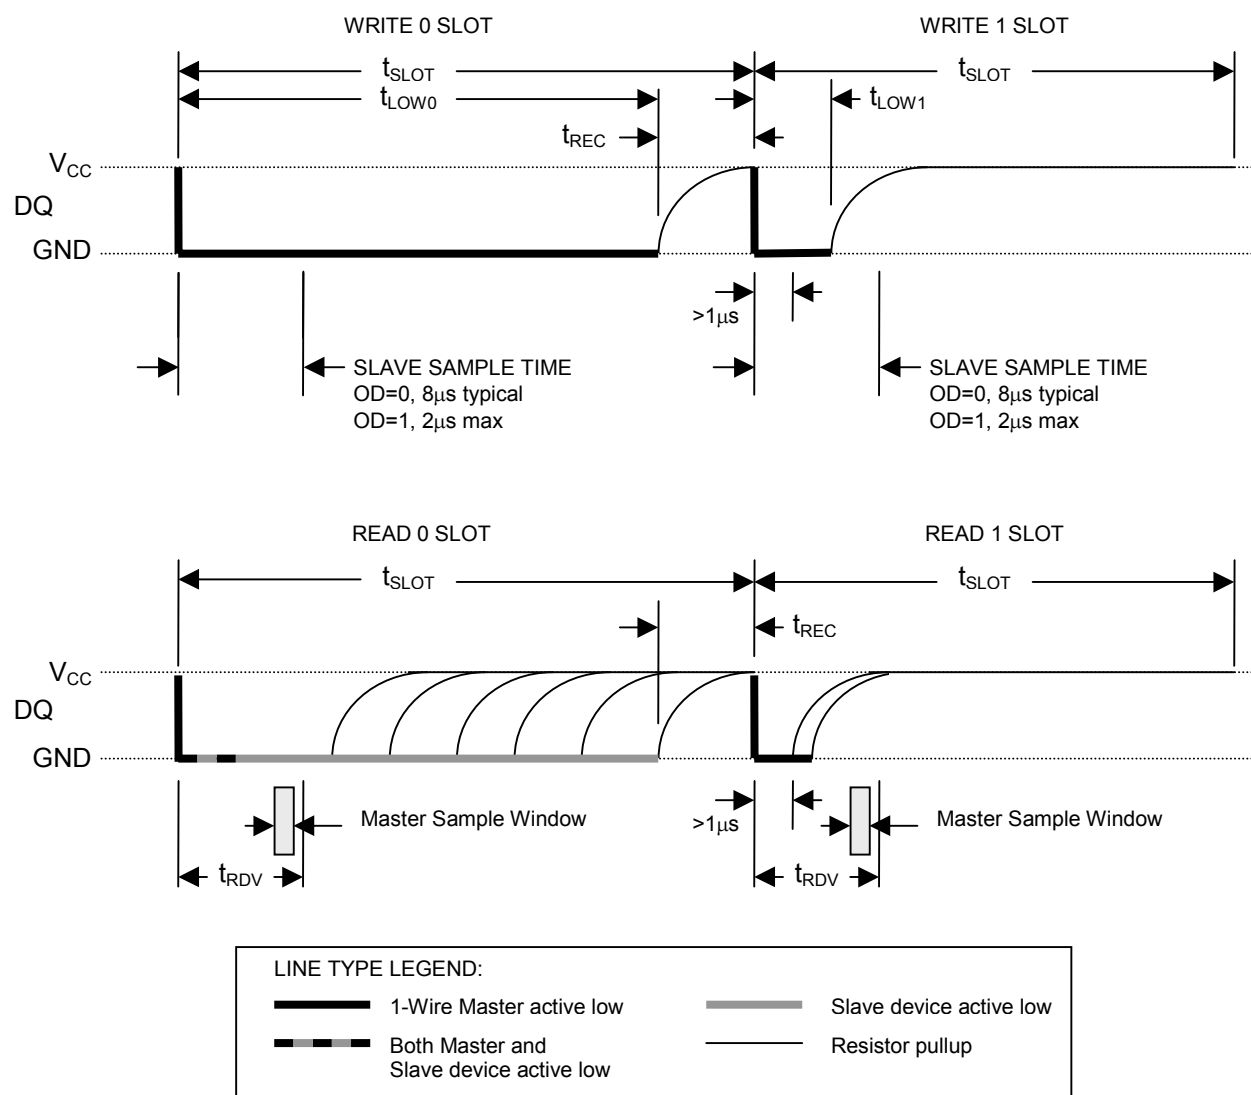 WRITE 0 SLOT
WRITE 1 SLOT
tSLOT
tSLOT
tLOW0
tLOW1
tREC
VCC
DQ
GND
>1μs
SLAVE SAMPLE TIME
OD=0, 8μs typical
OD=1, 2μs max
SLAVE SAMPLE TIME
OD=0, 8μs typical
OD=1, 2μs max
READ 0 SLOT
READ 1 SLOT
tSLOT
tSLOT
tREC
VCC
DQ
GND
Master Sample Window
>1μs
Master Sample Window
tRDV
tRDV
LINE TYPE LEGEND:
1-Wire Master active low
Slave device active low
Both Master and
Slave device active low
Resistor pullup